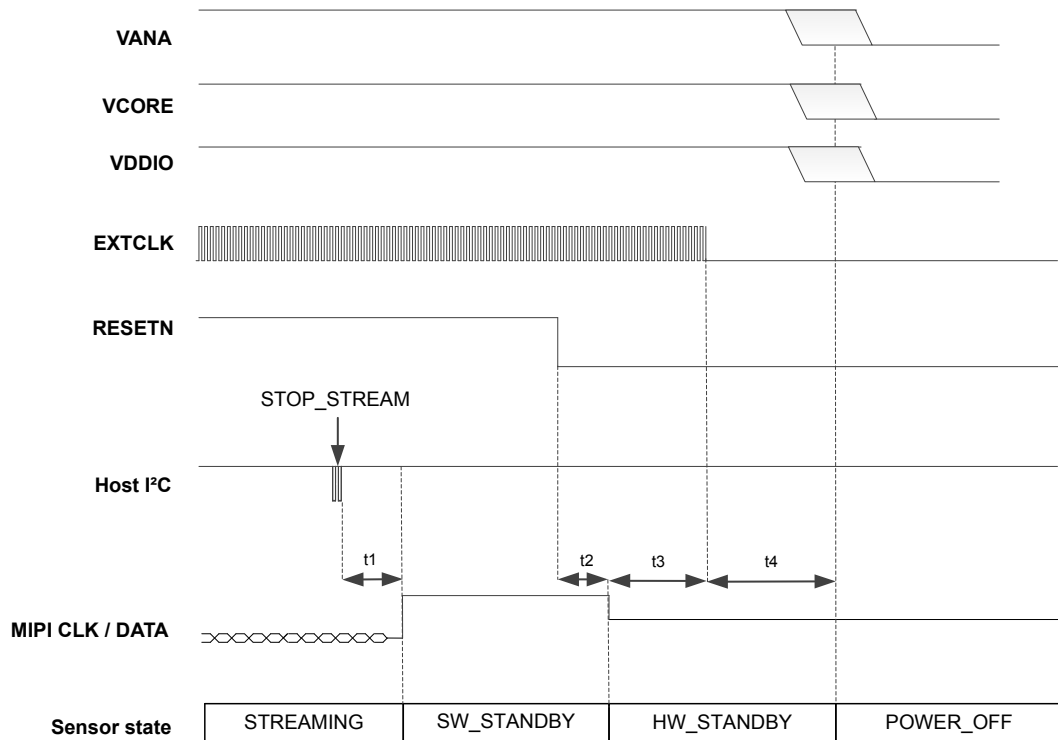 VANA
VCORE
VDDIO
EXTCLK
RESETN
STOP_STREAM
Host I²C
t1
t2
t3
t4
MIPI CLK / DATA
Sensor state
STREAMING
SW_STANDBY
HW_STANDBY
POWER_OFF